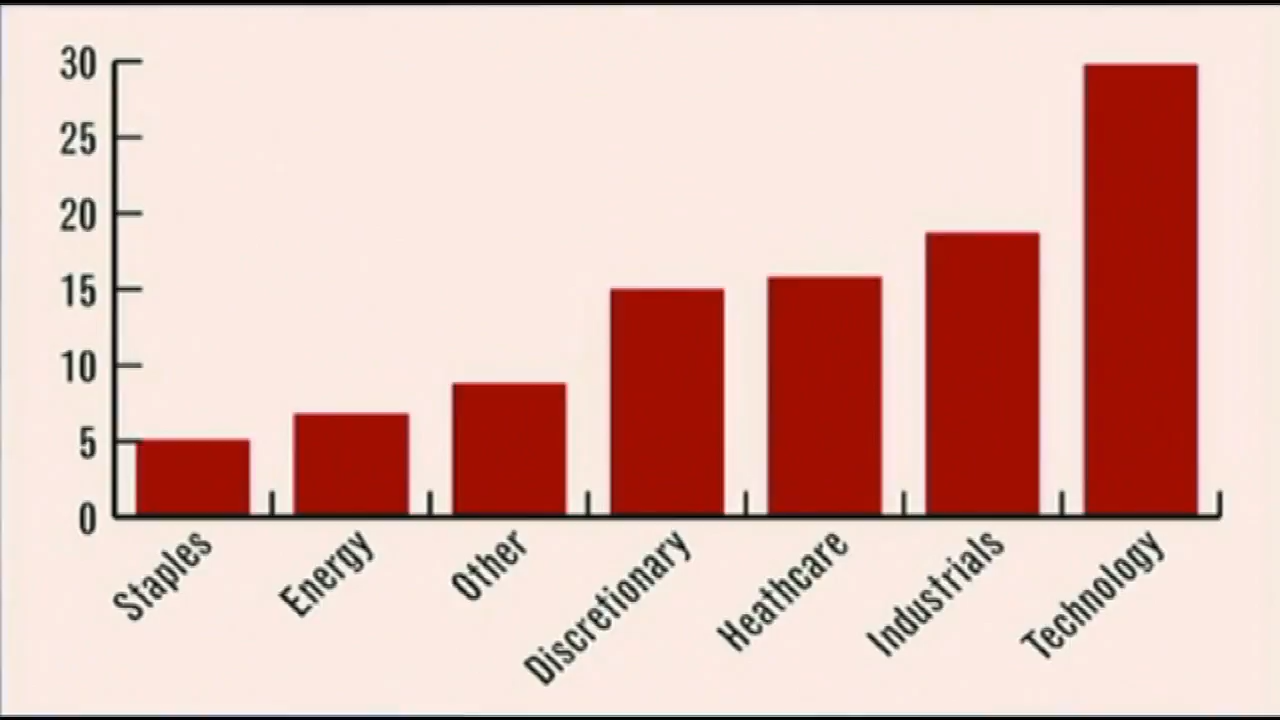 30
25
20
15
10
5
0
Staples
Energy
Other
Discretionary
Heathcare
Industrials
Technology